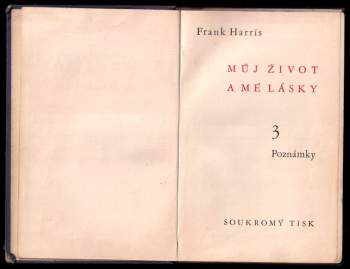 Frank Harris
MŮJ ŽIVOT
A MÉ LÁSKY
3
Poznámky
SOUKROMÝ TISK